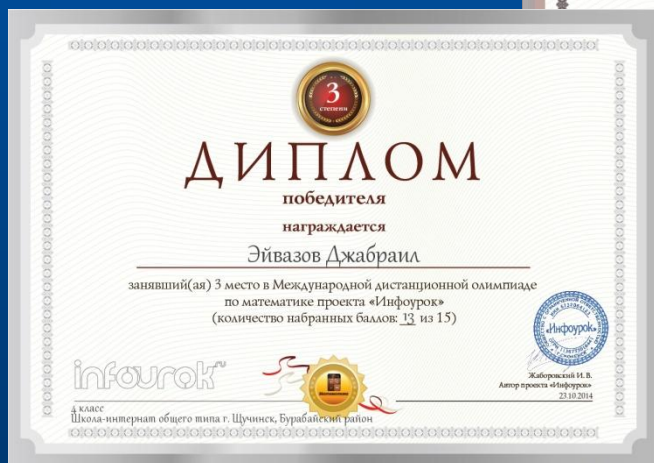 3
степени
ДИПЛОМ
победителя
награждается
Эйвазов Джабраил
занявший(ая) 3 место в Международной дистанционной олимпиаде
по математике проекта «Инфоурок»
(количество набранных баллов: 13 из 15)
«Инфоурок»
infourok
Жаборовский И. В.
Автор проекта «Инфоурок»
23.10.2014
4 класс
Школа-интернат общего типа г. Щучинск, Бурабайский район